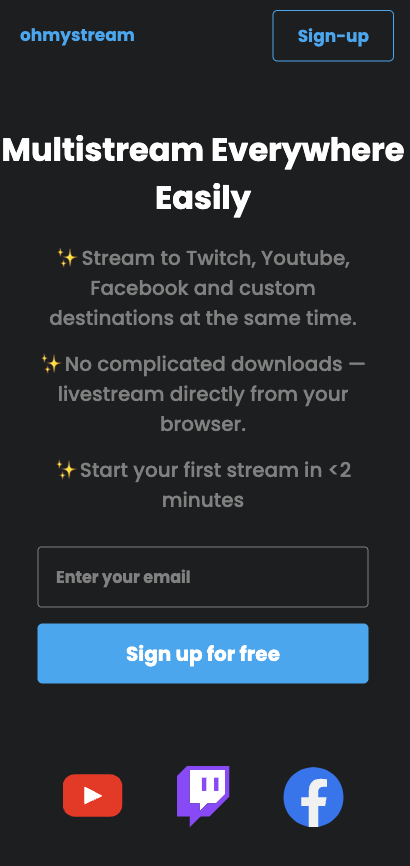 ohmystream
Sign-up
Multistream Everywhere
Easily
✨ Stream to Twitch, Youtube,
Facebook and custom
destinations at the same time.
✨ No complicated downloads —
livestream directly from your
browser.
✨ Start your first stream in <2
minutes
Enter your email
Sign up for free